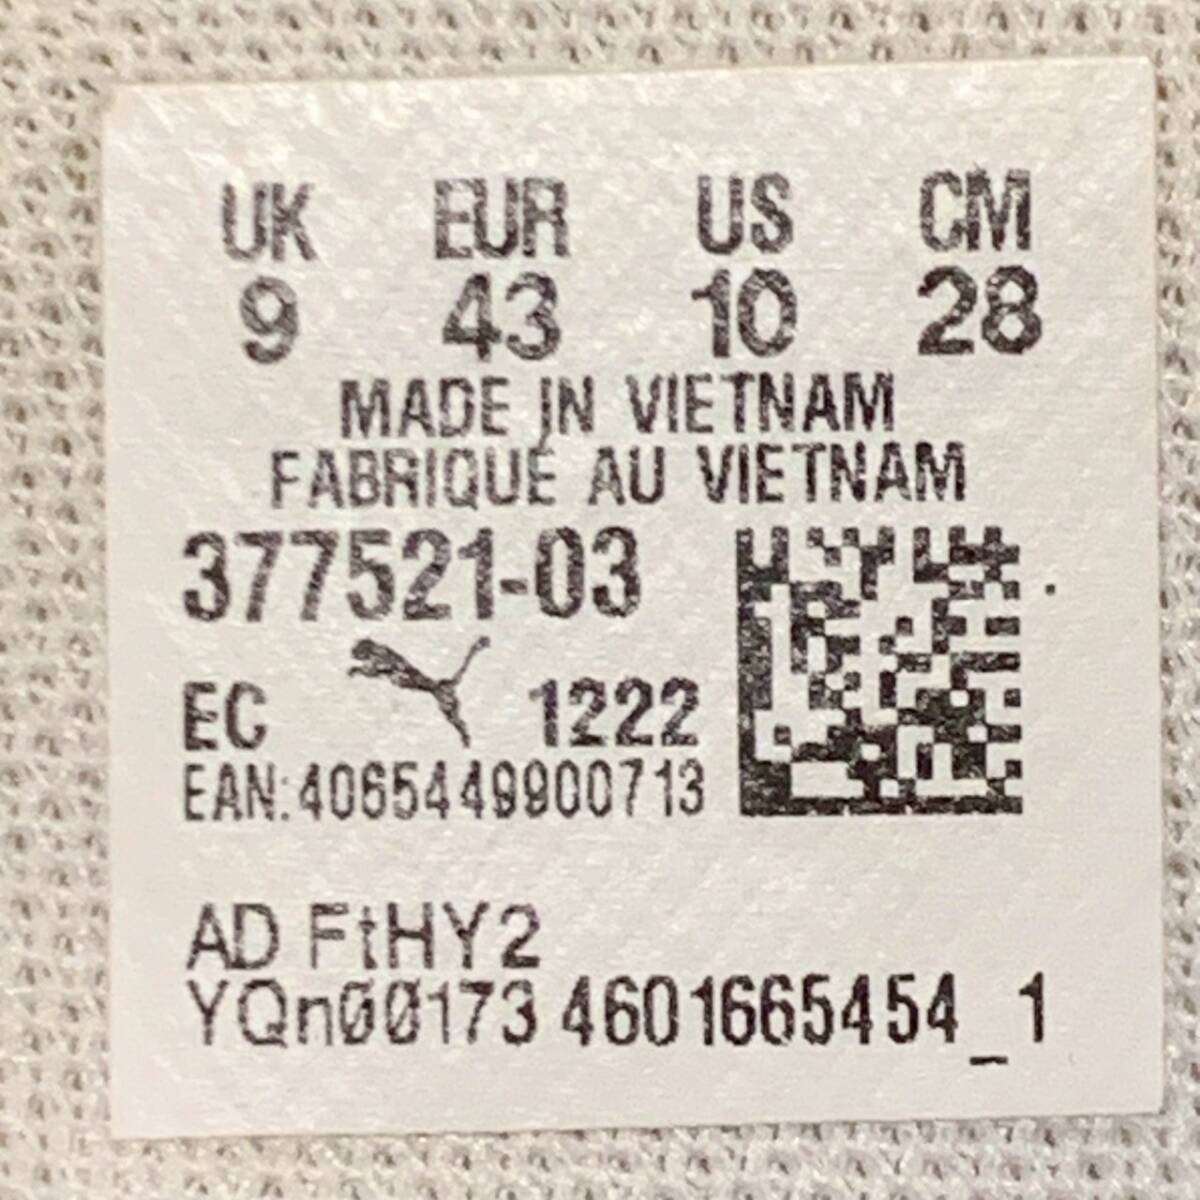 UK EUR US CM
9 43 10 28
MADE IN VIETNAM
FABRIQUÉ AU VIETNAM
377521-03
EC 1222
EAN:4065449900713
AD FtHY2
YQnØØ173 4601665454_1